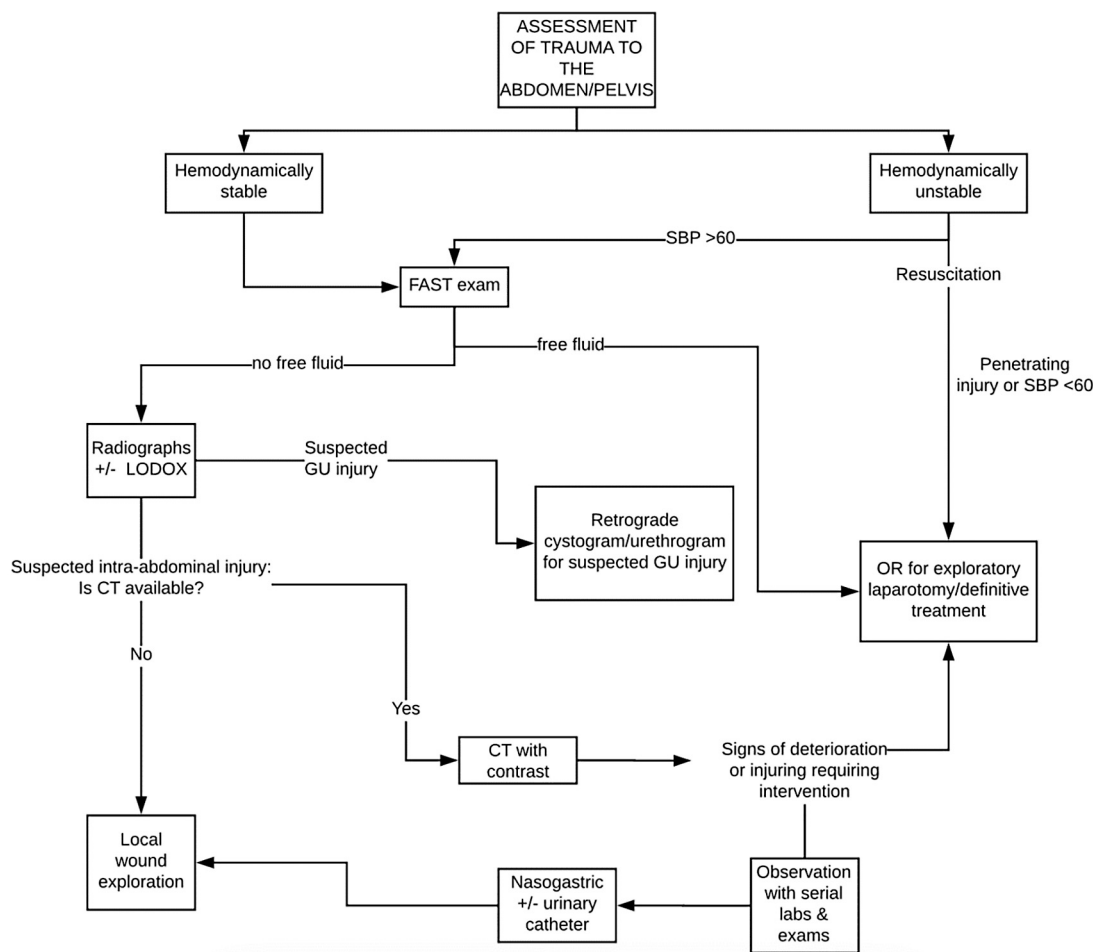 ASSESSMENT
OF TRAUMA TO
THE
ABDOMEN/PELVIS
Hemodynamically
stable
Hemodynamically
unstable
SBP >60
Resuscitation
FAST exam
free fluid
no free fluid
Penetrating
injury or SBP <60
Radiographs
+/- LODOX
Suspected
GU injury
Retrograde
cystogram/urethrogram
for suspected GU injury
OR for exploratory
laparotomy/definitive
treatment
Suspected intra-abdominal injury:
Is CT available?
No
Yes
CT with
contrast
Signs of deterioration
or injuring requiring
intervention
Local
wound
exploration
Nasogastric
+/- urinary
catheter
Observation
with serial
labs &
exams